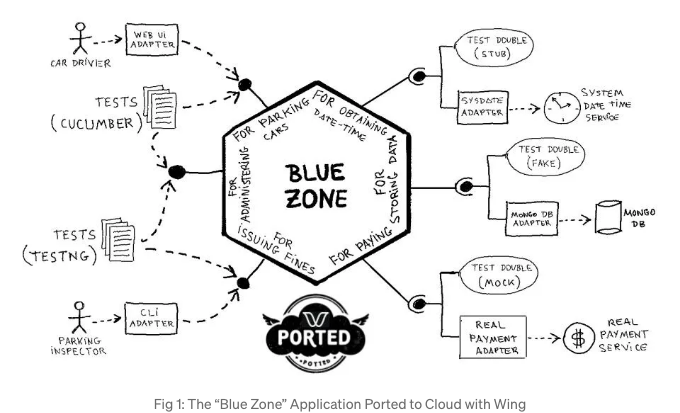 CAR DRIVER
WEB UI
ADAPTER
TESTS
(CUCUMBER)
TESTS
(TESTNG)
PARKING
INSPECTOR
CLI
ADAPTER
FOR PARKING
CARS
FOR OBTAINING
DATE-TIME
FOR
ADMINISTERING
BLUE
ZONE
FOR
STORING DATA
FOR
ISSUING FINES
FOR PAYING
TEST DOUBLE
(STUB)
SYSDATE
ADAPTER
SYSTEM
DATE TIME
SERVICE
TEST DOUBLE
(FAKE)
MONGO DB
ADAPTER
MONGO
DB
TEST DOUBLE
(MOCK)
REAL
PAYMENT
ADAPTER
$
REAL
PAYMENT
SERVICE
PORTED
Fig 1: The “Blue Zone” Application Ported to Cloud with Wing